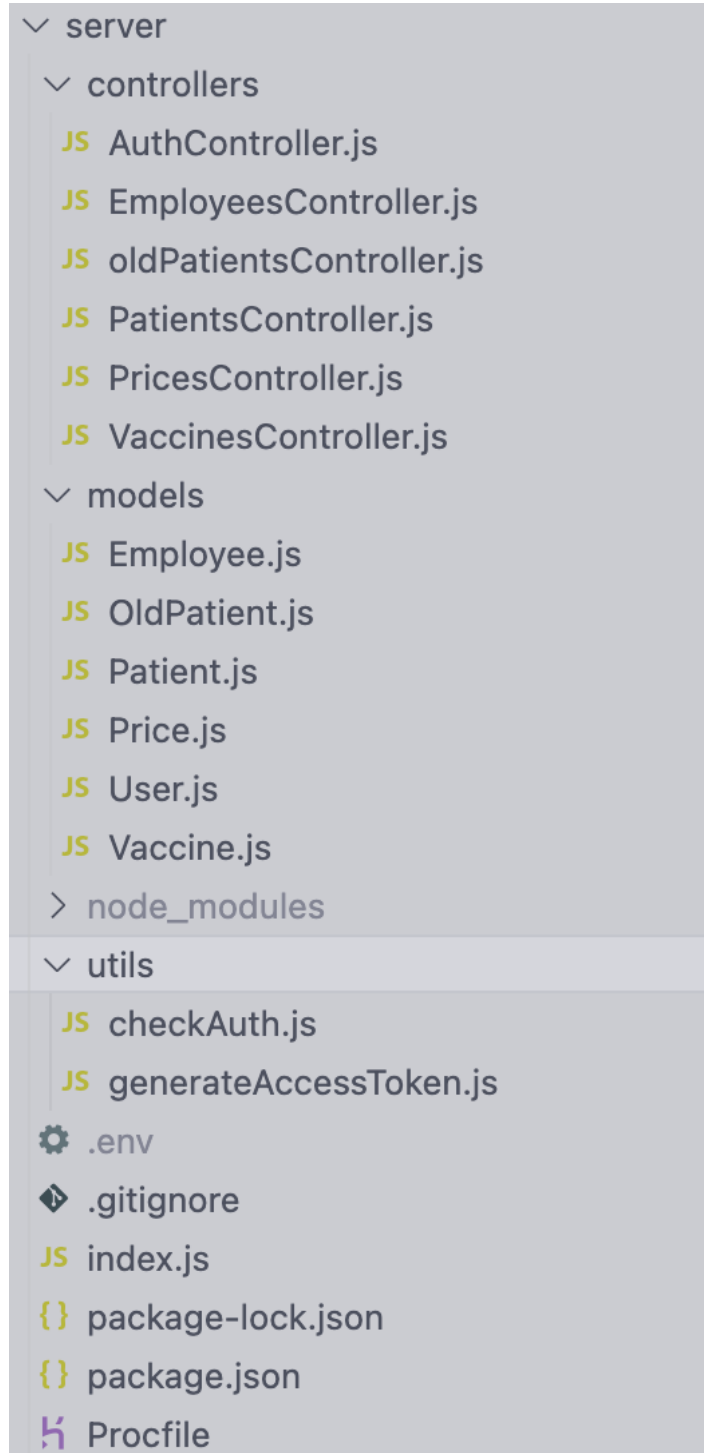 server
controllers
JS AuthController.js
JS EmployeesController.js
JS oldPatientsController.js
JS PatientsController.js
JS PricesController.js
JS VaccinesController.js
models
JS Employee.js
JS OldPatient.js
JS Patient.js
JS Price.js
JS User.js
JS Vaccine.js
node_modules
utils
JS checkAuth.js
JS generateAccessToken.js
.env
.gitignore
JS index.js
{} package-lock.json
{} package.json
Procfile